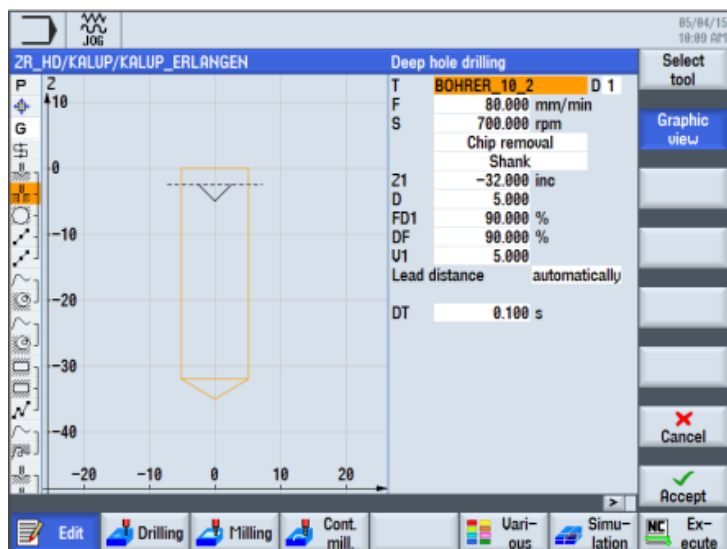 JOG
05/04/15
10:09 AM
ZR_HD/KALUP/KALUP_ERLANGEN
Deep hole drilling
Select
tool
P
Z
T BOHRER_10_2 D 1
10
F 80.000 mm/min
G
S 700.000 rpm
Graphic
view
Chip removal
Shank
0
Z1 -32.000 inc
D 5.000
FD1 90.000 %
-10
DF 90.000 %
V1 5.000
Lead distance automatically
-20
DT 0.100 s
-30
-40
Cancel
-20 -10 0 10 20
Accept
>
Edit
Drilling
Milling
Cont.
mill.
Vari-
ous
Simu-
lation
NC
Ex-
ecute